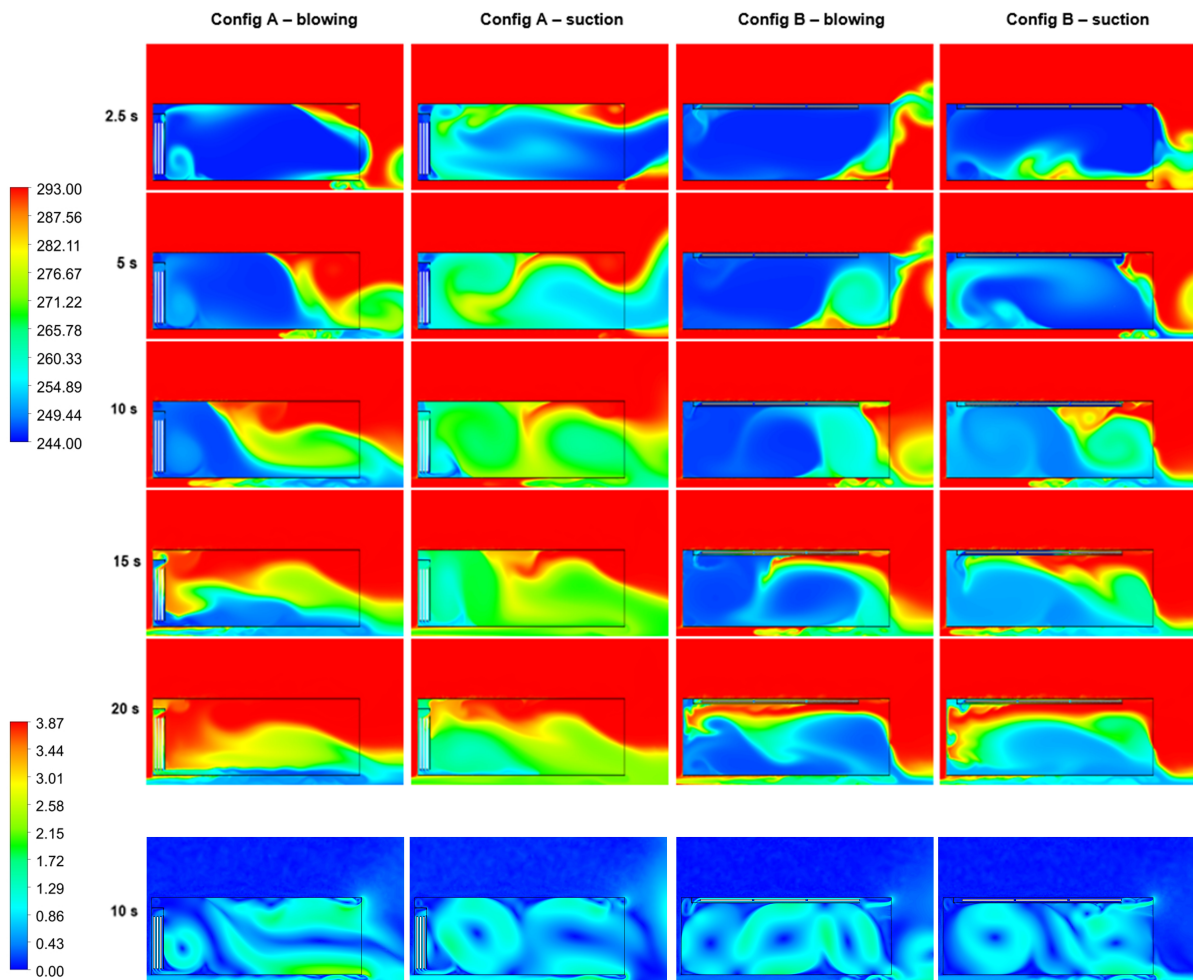 Config A – blowing
Config A – suction
Config B – blowing
Config B – suction
2.5 s
5 s
10 s
15 s
20 s
10 s
293.00
287.56
282.11
276.67
271.22
265.78
260.33
254.89
249.44
244.00
3.87
3.44
3.01
2.58
2.15
1.72
1.29
0.86
0.43
0.00